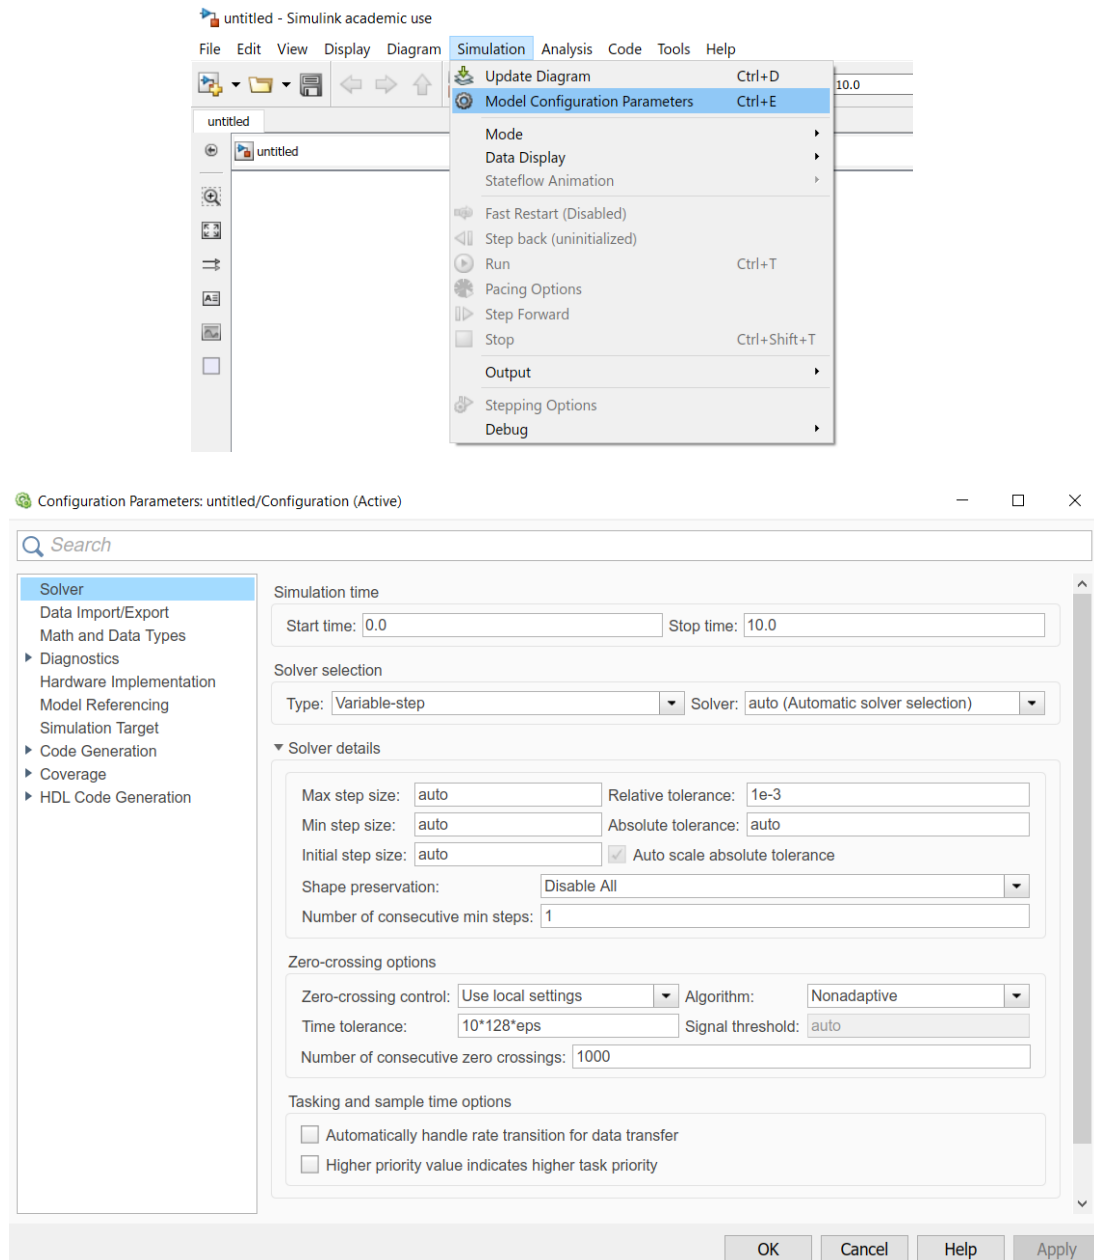 untitled - Simulink academic use
File Edit View Display Diagram Simulation Analysis Code Tools Help
Update Diagram Ctrl+D 10.0
Model Configuration Parameters Ctrl+E
untitled
Mode
untitled
Data Display
Stateflow Animation
Fast Restart (Disabled)
Step back (uninitialized)
Run Ctrl+T
Pacing Options
Step Forward
Stop Ctrl+Shift+T
Output
Stepping Options
Debug
Configuration Parameters: untitled/Configuration (Active)
Search
Solver
Data Import/Export
Math and Data Types
Diagnostics
Hardware Implementation
Model Referencing
Simulation Target
Code Generation
Coverage
HDL Code Generation
Simulation time
Start time: 0.0 Stop time: 10.0
Solver selection
Type: Variable-step Solver: auto (Automatic solver selection)
Solver details
Max step size: auto Relative tolerance: 1e-3
Min step size: auto Absolute tolerance: auto
Initial step size: auto Auto scale absolute tolerance
Shape preservation: Disable All
Number of consecutive min steps: 1
Zero-crossing options
Zero-crossing control: Use local settings Algorithm: Nonadaptive
Time tolerance: 10*128*eps Signal threshold: auto
Number of consecutive zero crossings: 1000
Tasking and sample time options
Automatically handle rate transition for data transfer
Higher priority value indicates higher task priority
OK Cancel Help Apply